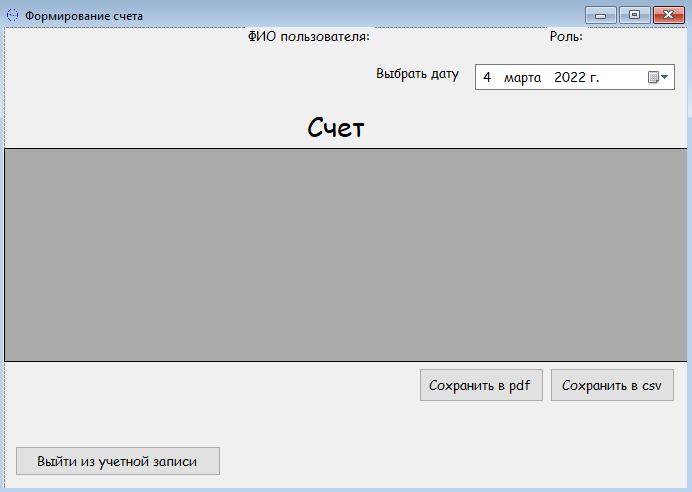 Формирование счета
ФИО пользователя: Роль:
Выбрать дату 4 марта 2022 г.
Счет
Сохранить в pdf Сохранить в csv
Выйти из учетной записи